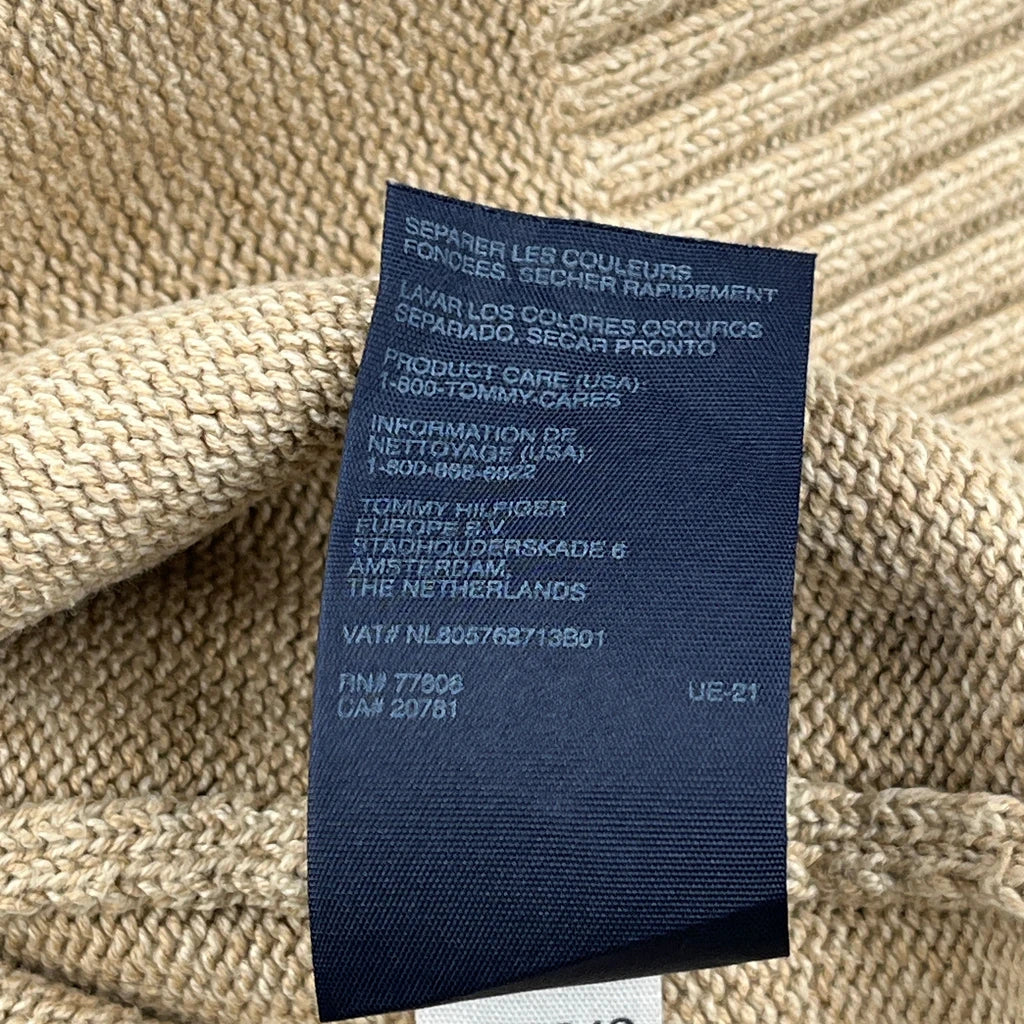 SEPARER LES COULEURS
FONCEES, SECHER RAPIDEMENT
LAVAR LOS COLORES OSCUROS
SEPARADO, SECAR PRONTO
PRODUCT CARE (USA):
1-800-TOMMY-CARES
INFORMATION DE
NETTOYAGE (USA):
1-800-866-6922
TOMMY HILFIGER
EUROPE B.V.
STADHOUDERSKADE 6
AMSTERDAM,
THE NETHERLANDS
VAT# NL805768713B01
RN# 77806 UE-21
CA# 20781